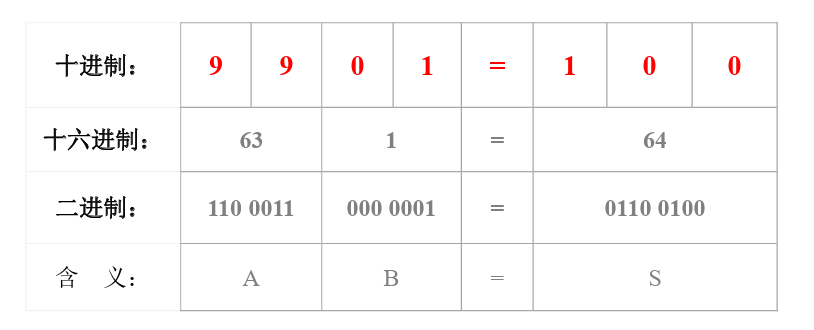 十进制： 9 9 0 1 = 1 0 0
十六进制： 63 1 = 64
二进制： 110 0011 000 0001 = 0110 0100
含 义： A B = S